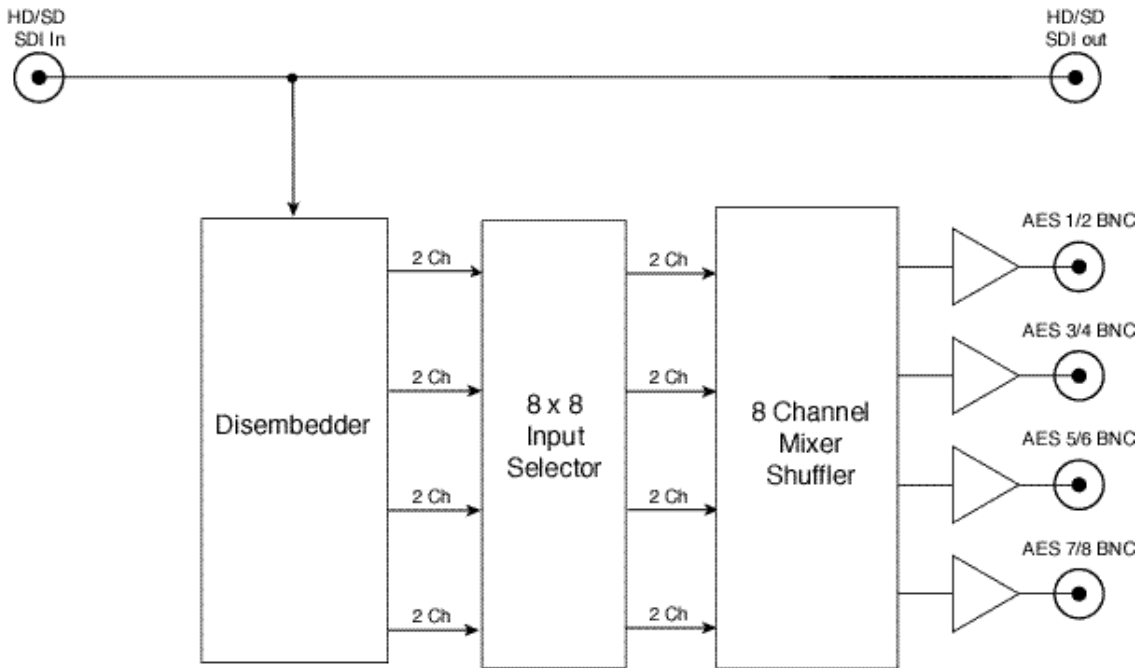 HD/SD
SDI In
HD/SD
SDI out
AES 1/2 BNC
2 Ch
2 Ch
AES 3/4 BNC
2 Ch
2 Ch
Disembedder
8 x 8
Input
Selector
8 Channel
Mixer
Shuffler
AES 5/6 BNC
2 Ch
2 Ch
AES 7/8 BNC
2 Ch
2 Ch